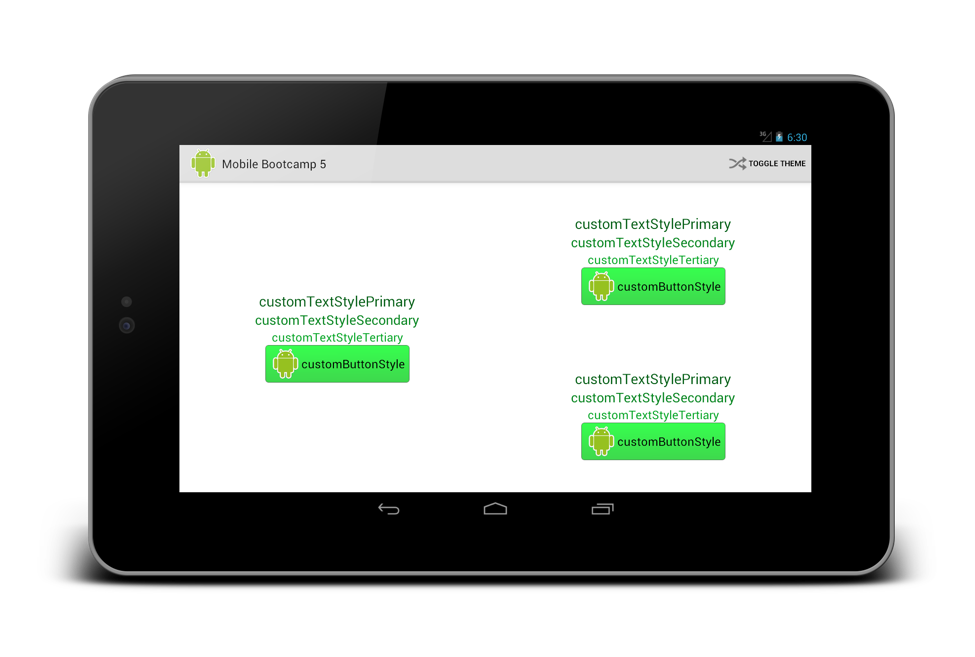 3G 6:30
Mobile Bootcamp 5 TOGGLE THEME
customTextStylePrimary
customTextStyleSecondary
customTextStyleTertiary
customButtonStyle
customTextStylePrimary
customTextStyleSecondary
customTextStyleTertiary
customButtonStyle
customTextStylePrimary
customTextStyleSecondary
customTextStyleTertiary
customButtonStyle